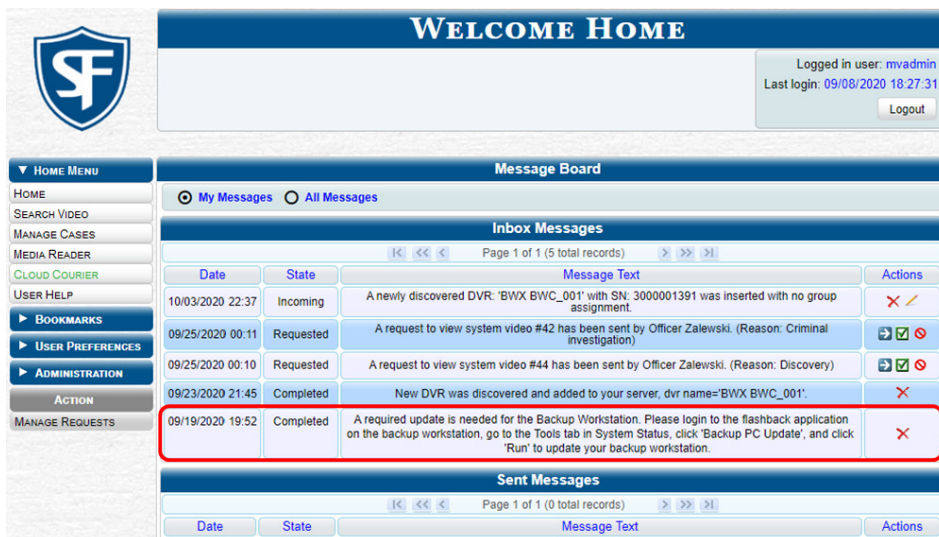 WELCOME HOME
SF
Logged in user: mvadmin
Last login: 09/08/2020 18:27:31
Logout
▼ HOME MENU
HOME
SEARCH VIDEO
MANAGE CASES
MEDIA READER
CLOUD COURIER
USER HELP
► BOOKMARKS
► USER PREFERENCES
► ADMINISTRATION
ACTION
MANAGE REQUESTS
Message Board
My Messages All Messages
Inbox Messages
|< << < Page 1 of 1 (5 total records) > >> >|
Date State Message Text Actions
10/03/2020 22:37 Incoming A newly discovered DVR: 'BWX BWC_001' with SN: 3000001391 was inserted with no group
assignment.
09/25/2020 00:11 Requested A request to view system video #42 has been sent by Officer Zalewski. (Reason: Criminal
investigation)
09/25/2020 00:10 Requested A request to view system video #44 has been sent by Officer Zalewski. (Reason: Discovery)
09/23/2020 21:45 Completed New DVR was discovered and added to your server, dvr name='BWX BWC_001'.
09/19/2020 19:52 Completed A required update is needed for the Backup Workstation. Please login to the flashback application
on the backup workstation, go to the Tools tab in System Status, click 'Backup PC Update', and click
'Run' to update your backup workstation.
Sent Messages
|< << < Page 1 of 1 (0 total records) > >> >|
Date State Message Text Actions